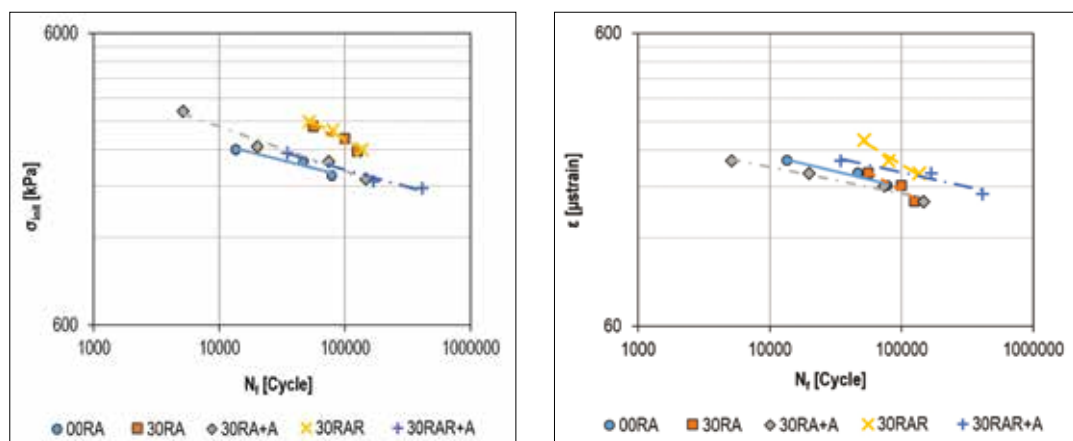 6000
600
σinit [kPa]
1000 10000 100000 1000000
Nf [Cycle]
00RA 30RA 30RA+A 30RAR 30RAR+A
600
60
ε [µstrain]
1000 10000 100000 1000000
Nf [Cycle]
00RA 30RA 30RA+A 30RAR 30RAR+A